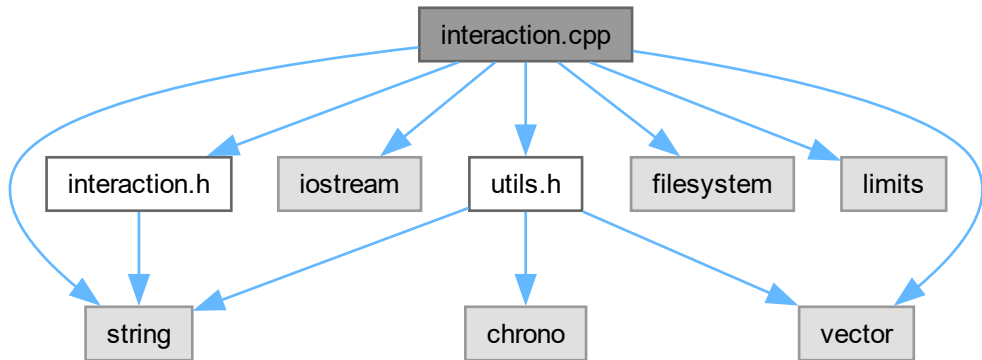 interaction.cpp
interaction.h
iostream
utils.h
filesystem
limits
string
chrono
vector